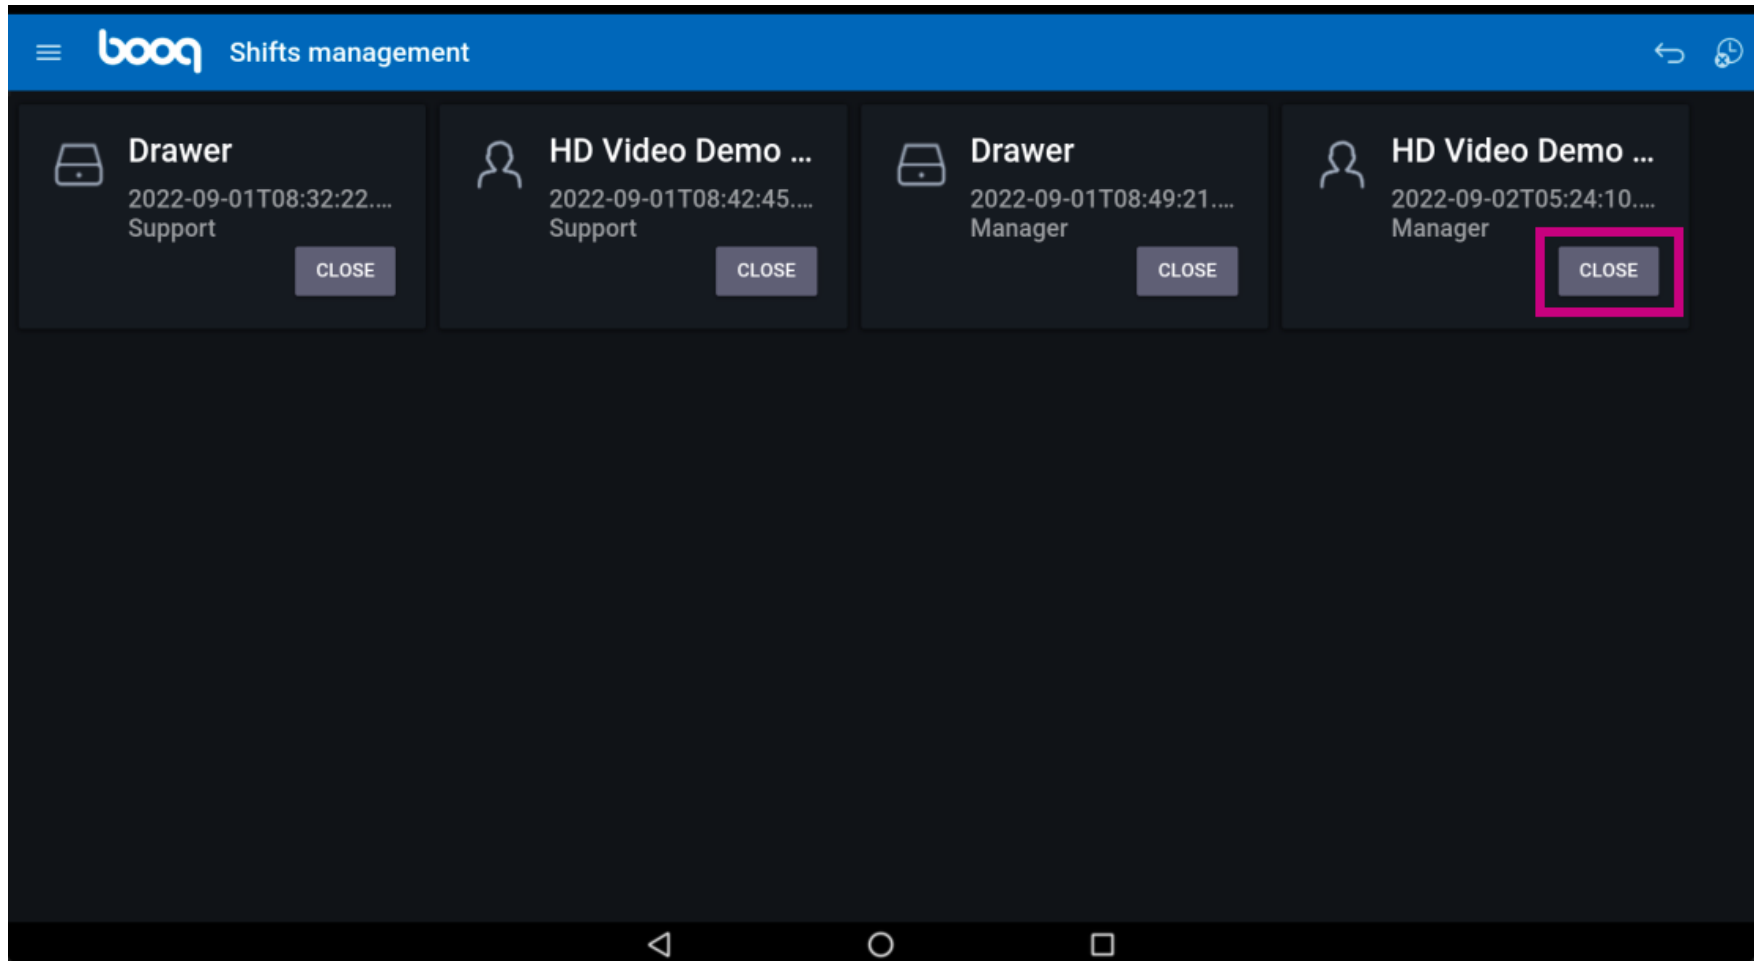 booq Shifts management
Drawer
2022-09-01T08:32:22....
Support
CLOSE
HD Video Demo ...
2022-09-01T08:42:45....
Support
CLOSE
Drawer
2022-09-01T08:49:21....
Manager
CLOSE
HD Video Demo ...
2022-09-02T05:24:10....
Manager
CLOSE